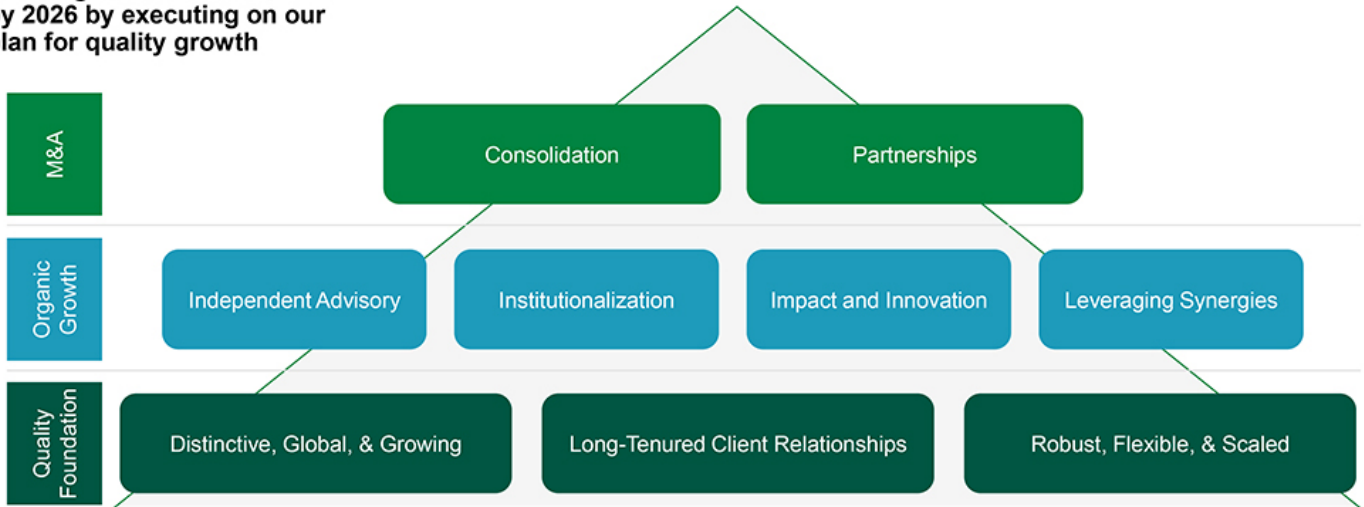 y 2026 by executing on our
lan for quality growth
M&A
Consolidation
Partnerships
Organic
Growth
Independent Advisory
Institutionalization
Impact and Innovation
Leveraging Synergies
Quality
Foundation
Distinctive, Global, & Growing
Long-Tenured Client Relationships
Robust, Flexible, & Scaled